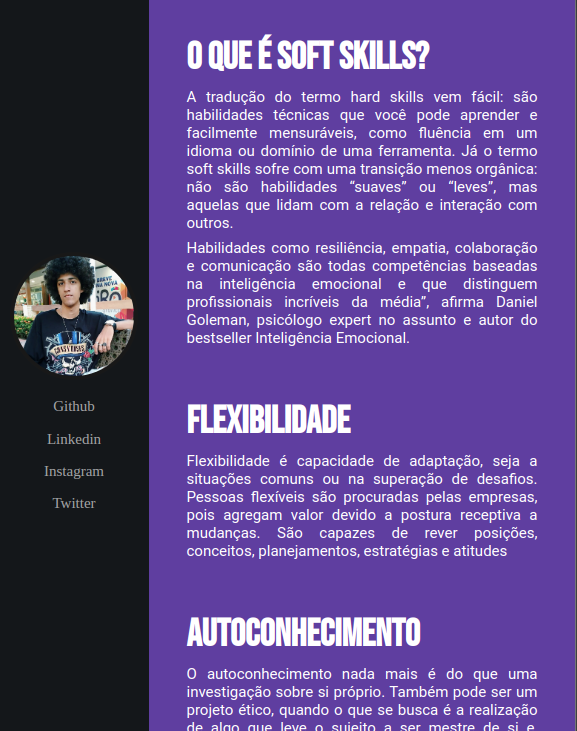 O QUE É SOFT SKILLS?
A tradução do termo hard skills vem fácil: são
habilidades técnicas que você pode aprender e
facilmente mensuráveis, como fluência em um
idioma ou domínio de uma ferramenta. Já o termo
soft skills sofre com uma transição menos orgânica:
não são habilidades “suaves” ou “leves”, mas
aquelas que lidam com a relação e interação com
outros.
Habilidades como resiliência, empatia, colaboração
e comunicação são todas competências baseadas
na inteligência emocional e que distinguem
profissionais incríveis da média”, afirma Daniel
Goleman, psicólogo expert no assunto e autor do
bestseller Inteligência Emocional.
Github
Linkedin
Instagram
Twitter
FLEXIBILIDADE
Flexibilidade é capacidade de adaptação, seja a
situações comuns ou na superação de desafios.
Pessoas flexíveis são procuradas pelas empresas,
pois agregam valor devido a postura receptiva a
mudanças. São capazes de rever posições,
conceitos, planejamentos, estratégias e atitudes
AUTOCONHECIMENTO
O autoconhecimento nada mais é do que uma
investigação sobre si próprio. Também pode ser um
projeto ético, quando o que se busca é a realização
de algo que leve o sujeito a ser mestre de si e,